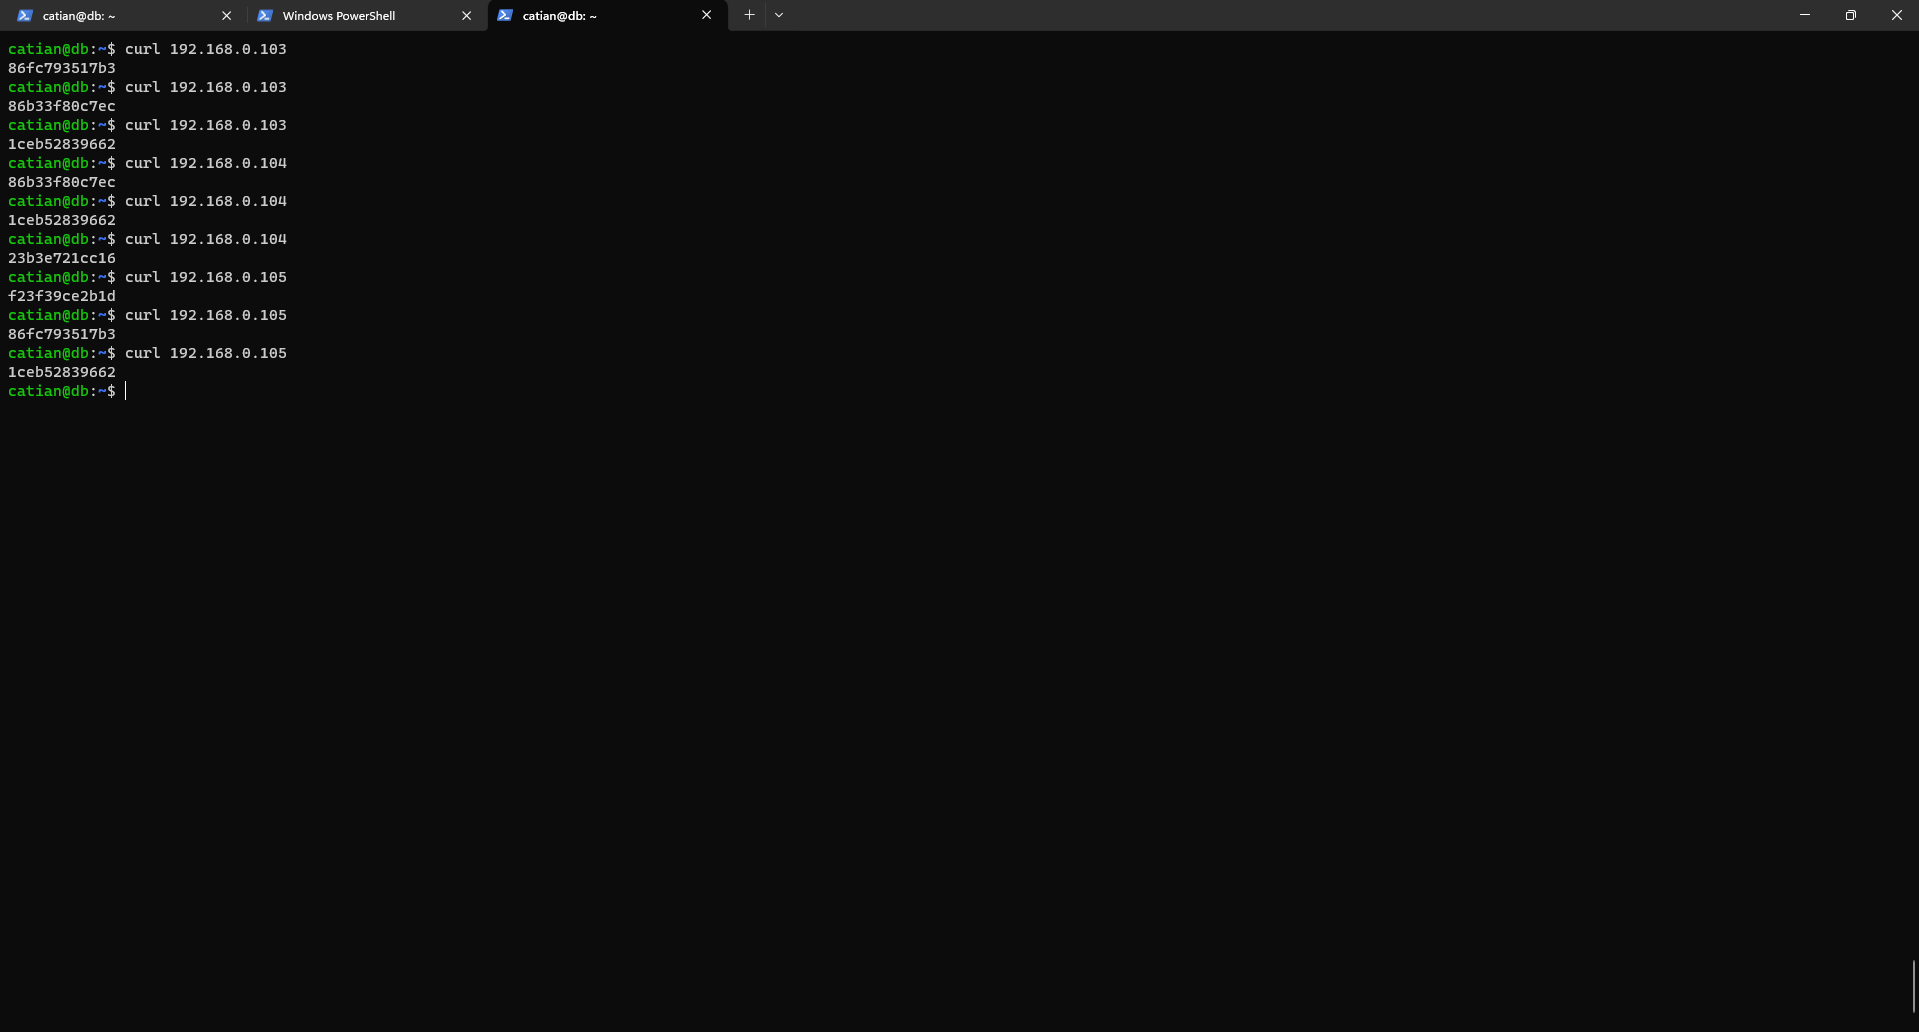 catian@db: ~
Windows PowerShell
catian@db: ~
catian@db:~$ curl 192.168.0.103
86fc793517b3
catian@db:~$ curl 192.168.0.103
86b33f80c7ec
catian@db:~$ curl 192.168.0.103
1ceb52839662
catian@db:~$ curl 192.168.0.104
86b33f80c7ec
catian@db:~$ curl 192.168.0.104
1ceb52839662
catian@db:~$ curl 192.168.0.104
23b3e721cc16
catian@db:~$ curl 192.168.0.105
f23f39ce2b1d
catian@db:~$ curl 192.168.0.105
86fc793517b3
catian@db:~$ curl 192.168.0.105
1ceb52839662
catian@db:~$